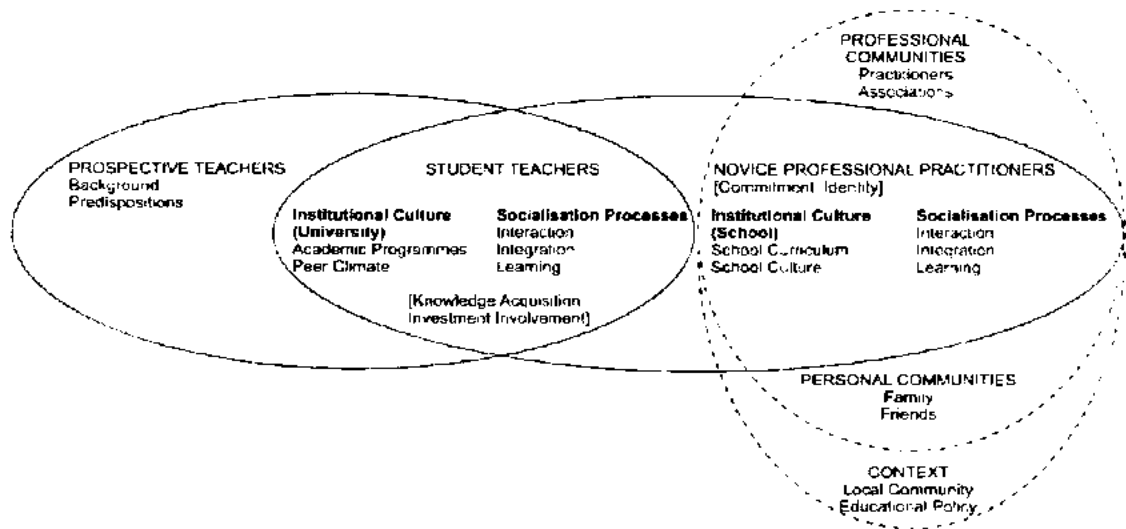 PROFESSIONAL
COMMUNITIES
Practitioners
Associations
PROSPECTIVE TEACHERS
Background
Predispositions
STUDENT TEACHERS
Institutional Culture
(University)
Academic Programmes
Peer Climate
Socialisation Processes
Interaction
Integration
Learning
[Knowledge Acquisition
Investment Involvement]
NOVICE PROFESSIONAL PRACTITIONERS
[Commitment Identity]
Institutional Culture
(School)
School Curriculum
School Culture
Socialisation Processes
Interaction
Integration
Learning
PERSONAL COMMUNITIES
Family
Friends
CONTEXT
Local Community
Educational Policy